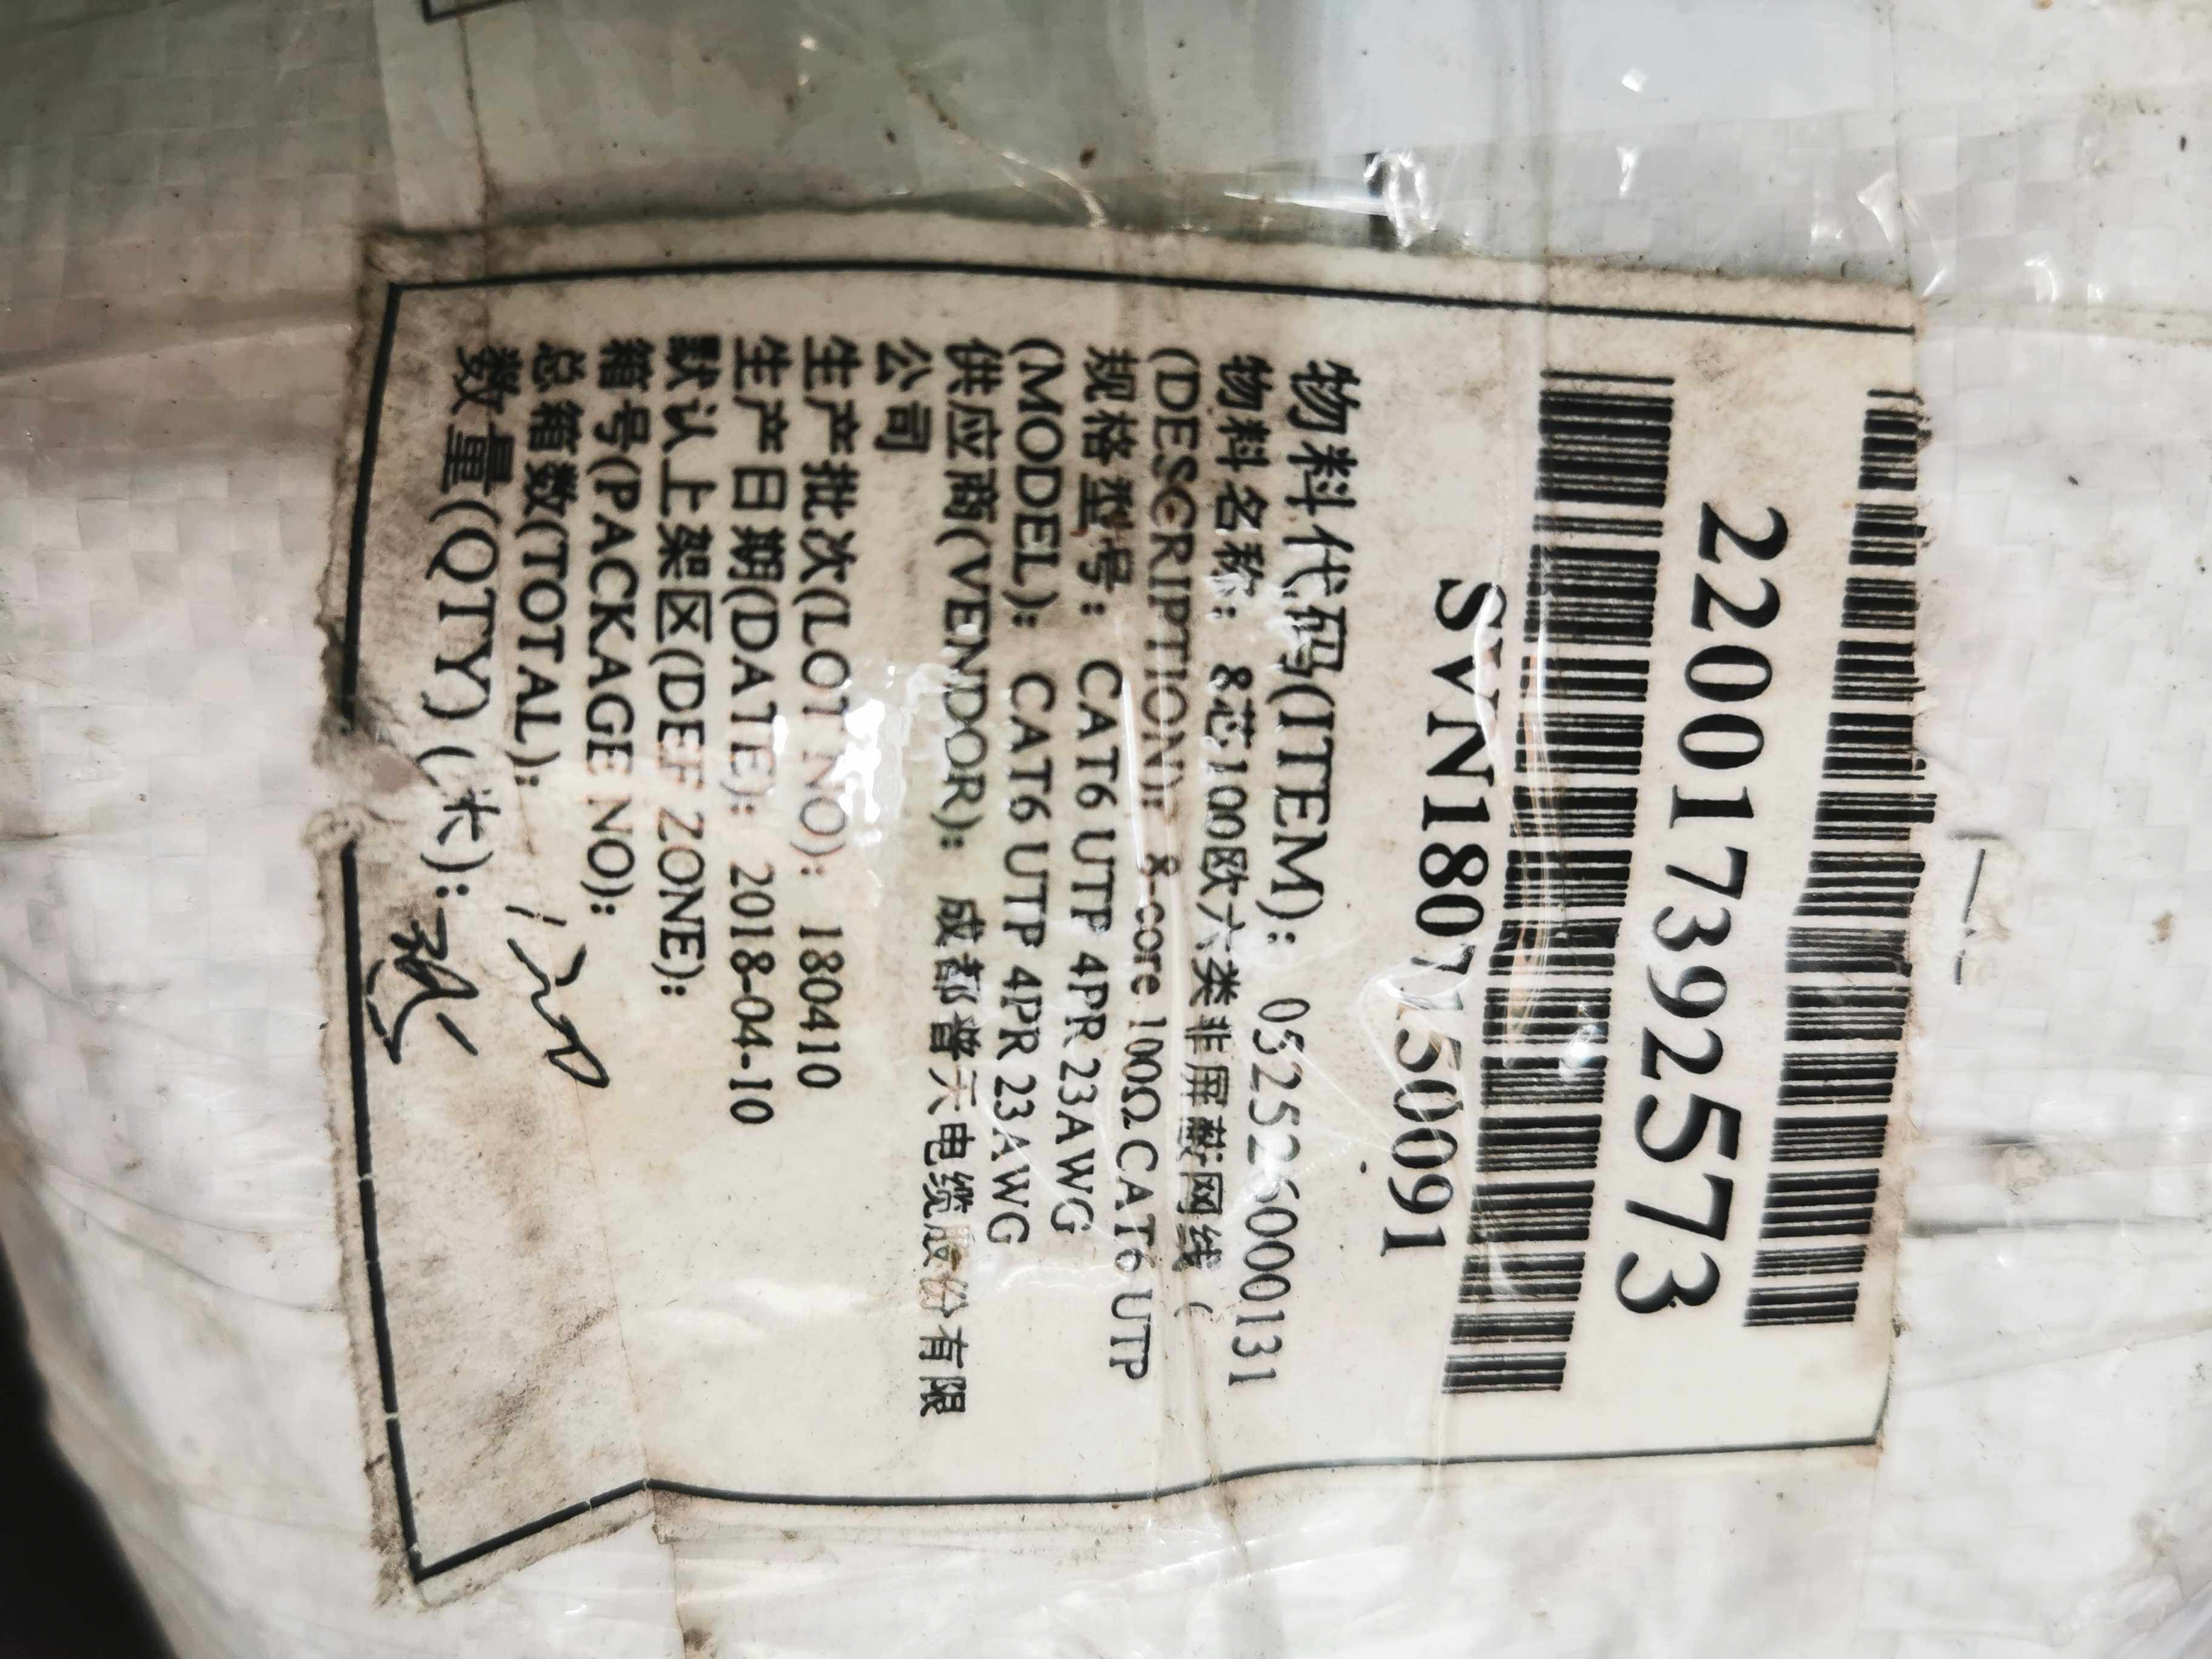 220017392573
SVN1807150091
物料代码(ITEM): 052526000131
物料名称: 8芯100欧六类非屏蔽网线 (
(DESCRIPTION): 8-core 100Ω CAT6 UTP
规格型号: CAT6 UTP 4PR 23AWG
(MODEL): CAT6 UTP 4PR 23AWG
供应商(VENDOR): 成都普天电缆股份有限
公司
生产批次(LOT NO): 180410
生产日期(DATE): 2018-04-10
默认上架区(DEF ZONE):
箱号(PACKAGE NO):
总箱数(TOTAL):
数量(QTY) (米):